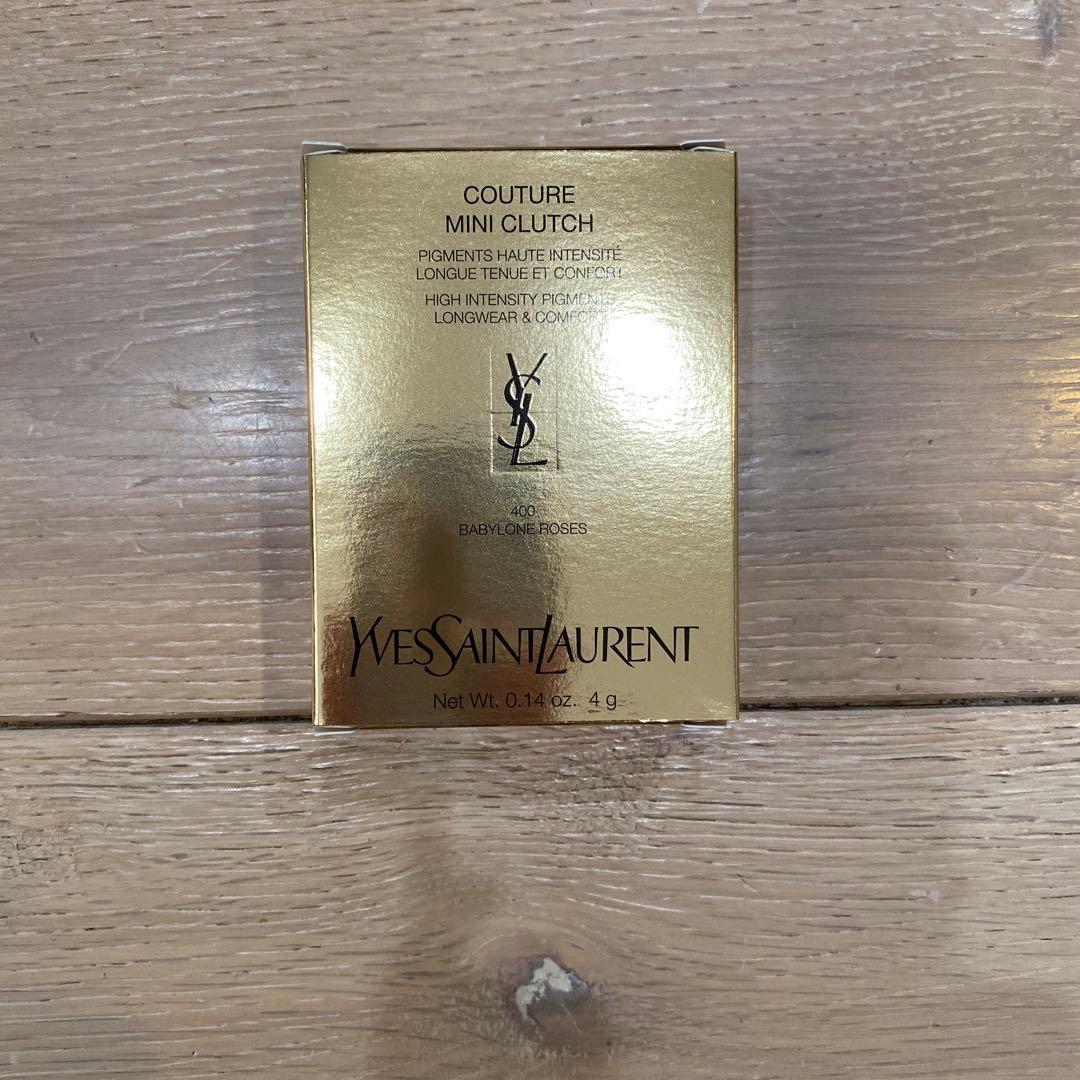 COUTURE
MINI CLUTCH
PIGMENTS HAUTE INTENSITÉ
LONGUE TENUE ET CONFORT
HIGH INTENSITY PIGMENTS
LONGWEAR & COMFORT
YSL
400
BABYLONE ROSES
YVESSAINTLAURENT
Net Wt. 0.14 oz. 4 g